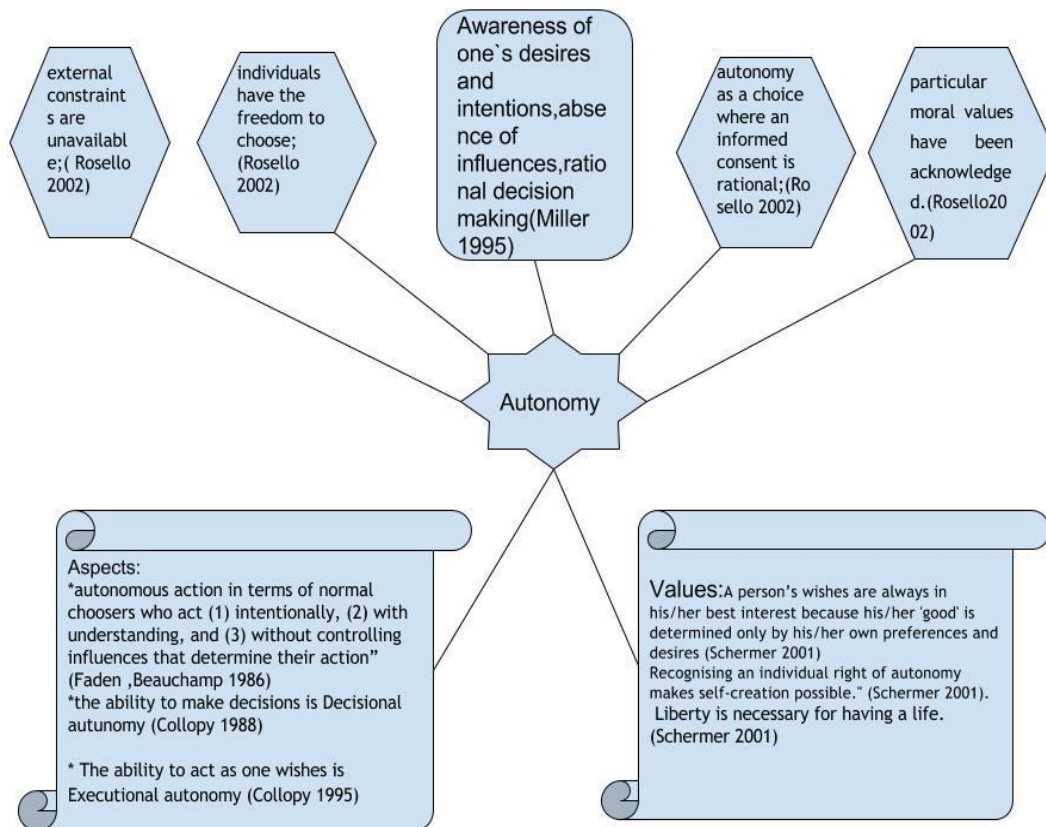 external
constraint
s are
unavailabl
e;( Rosello
2002)
individuals
have the
freedom to
choose;
(Rosello
2002)
Awareness of
one`s desires
and
intentions,abse
nce of
influences,ratio
nal decision
making(Miller
1995)
autonomy
as a choice
where an
informed
consent is
rational;(Ro
sello 2002)
particular
moral values
have been
acknowledge
d.(Rosello20
02)
Autonomy
Aspects:
*autonomous action in terms of normal
choosers who act (1) intentionally, (2) with
understanding, and (3) without controlling
influences that determine their action”
(Faden ,Beauchamp 1986)
*the ability to make decisions is Decisional
autunomy (Collopy 1988)
* The ability to act as one wishes is
Executional autonomy (Collopy 1995)
Values:A person’s wishes are always in
his/her best interest because his/her 'good' is
determined only by his/her own preferences and
desires (Schermer 2001)
Recognising an individual right of autonomy
makes self-creation possible." (Schermer 2001).
Liberty is necessary for having a life.
(Schermer 2001)